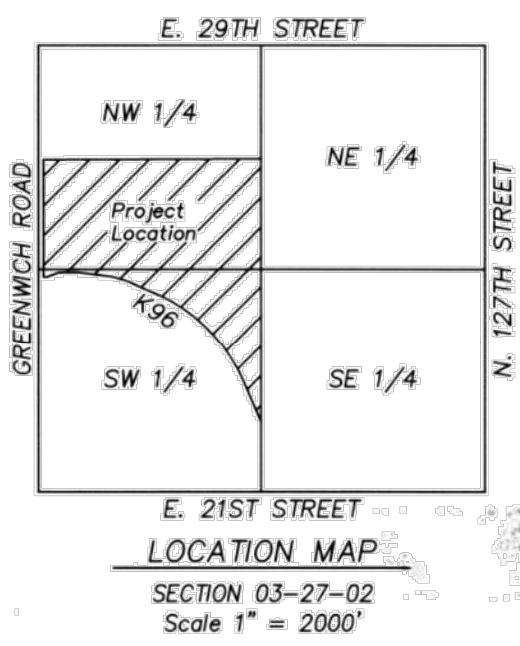 E. 29TH STREET
NW 1/4
NE 1/4
GREENWICH ROAD
Project
Location
N. 127TH STREET
K96
SW 1/4
SE 1/4
E. 21ST STREET
LOCATION MAP
SECTION 03-27-02
Scale 1" = 2000'